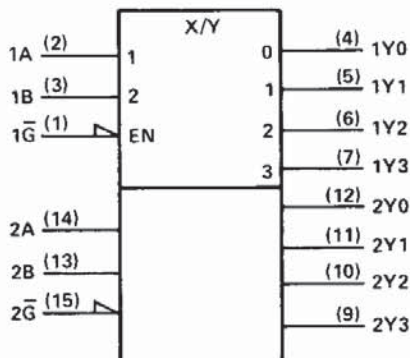 X/Y
1A (2) 1 0 (4) 1Y0
1B (3) 2 1 (5) 1Y1
1G̅ (1) EN 2 (6) 1Y2
3 (7) 1Y3
(12) 2Y0
2A (14) (11) 2Y1
2B (13) (10) 2Y2
2G̅ (15) (9) 2Y3